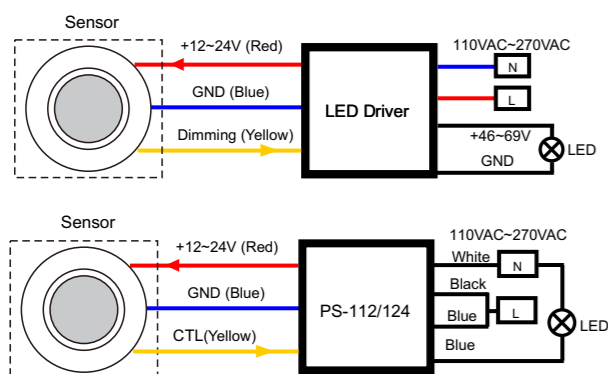 Sensor
+12~24V (Red)
110VAC~270VAC
N
GND (Blue)
LED Driver
L
Dimming (Yellow)
+46~69V
LED
GND
Sensor
+12~24V (Red)
110VAC~270VAC
White
N
Black
GND (Blue)
PS-112/124
L
Blue
LED
CTL(Yellow)
Blue